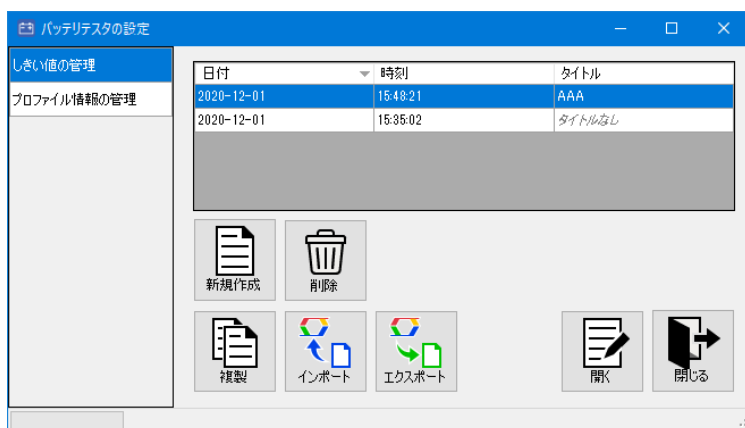 バッテリテスタの設定
しきい値の管理
プロファイル情報の管理
日付 時刻 タイトル
2020-12-01 15:48:21 AAA
2020-12-01 15:35:02 タイトルなし
新規作成 削除
複製 インポート エクスポート 開く 閉じる